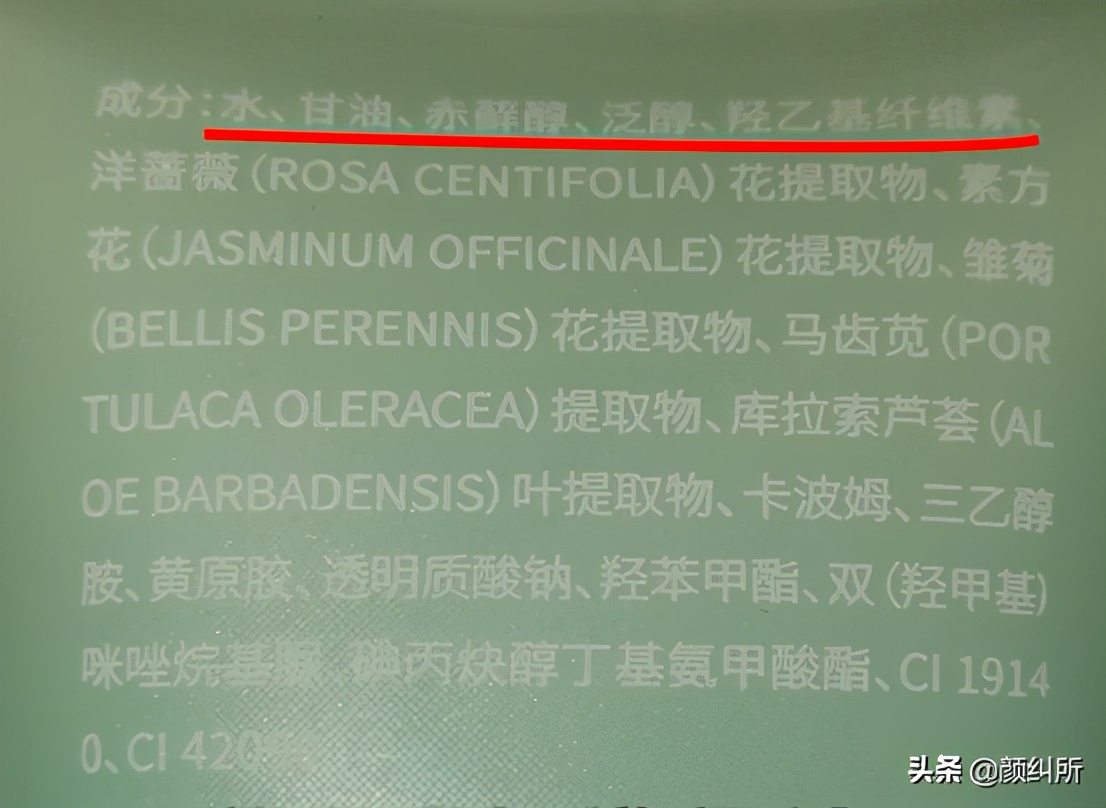 成分:水、甘油、赤藓醇、泛醇、羟乙基纤维素、
洋蔷薇(ROSA CENTIFOLIA)花提取物、素方
花(JASMINUM OFFICINALE)花提取物、雏菊
(BELLIS PERENNIS)花提取物、马齿苋(POR
TULACA OLERACEA)提取物、库拉索芦荟(AL
OE BARBADENSIS)叶提取物、卡波姆、三乙醇
胺、黄原胶、透明质酸钠、羟苯甲酯、双(羟甲基)
咪唑烷基脲、碘丙炔醇丁基氨甲酸酯、CI 1914
0、CI 420
头条 @颜纠所